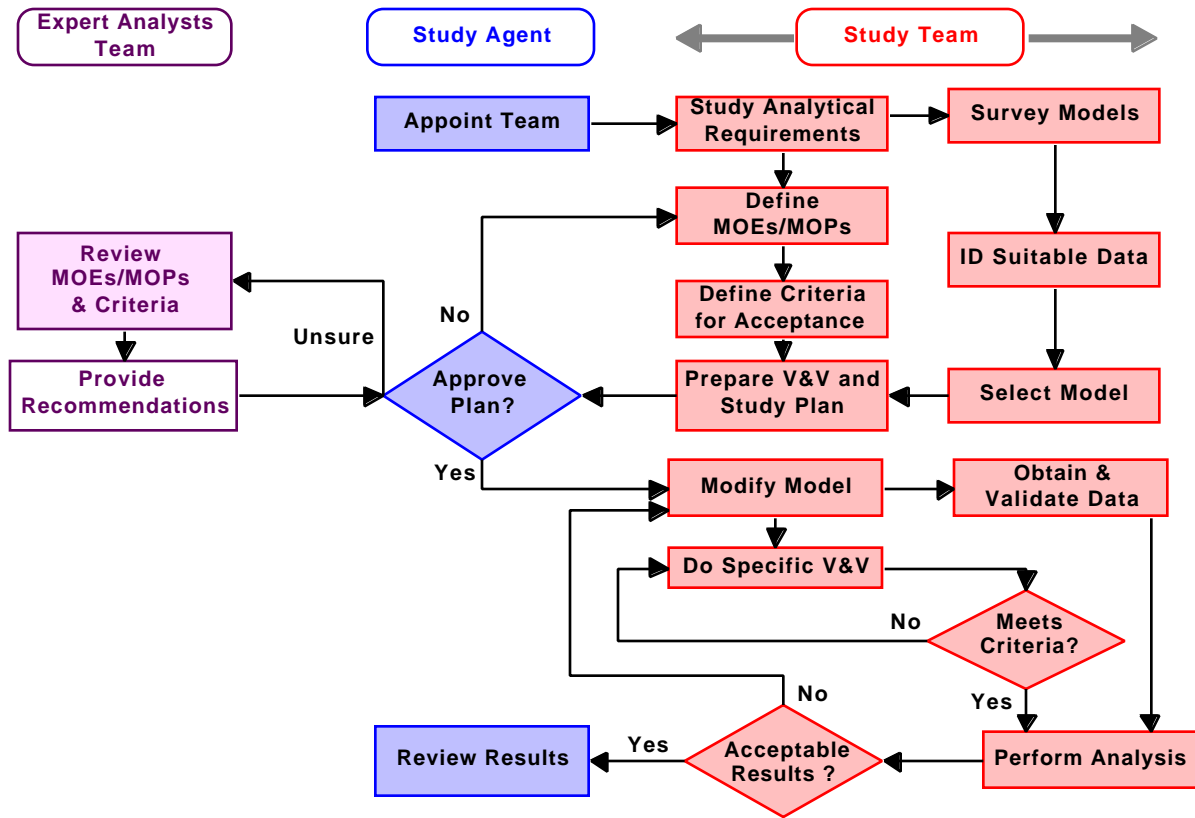 Expert Analysts
Team
Study Agent
Study Team
Appoint Team
Study Analytical
Requirements
Survey Models
Define
MOEs/MOPs
Review
MOEs/MOPs
& Criteria
ID Suitable Data
Define Criteria
for Acceptance
No
Unsure
Provide
Recommendations
Approve
Plan?
Prepare V&V and
Study Plan
Select Model
Yes
Modify Model
Obtain &
Validate Data
Do Specific V&V
No
Meets
Criteria?
No
Yes
Review Results
Yes
Acceptable
Results ?
Perform Analysis